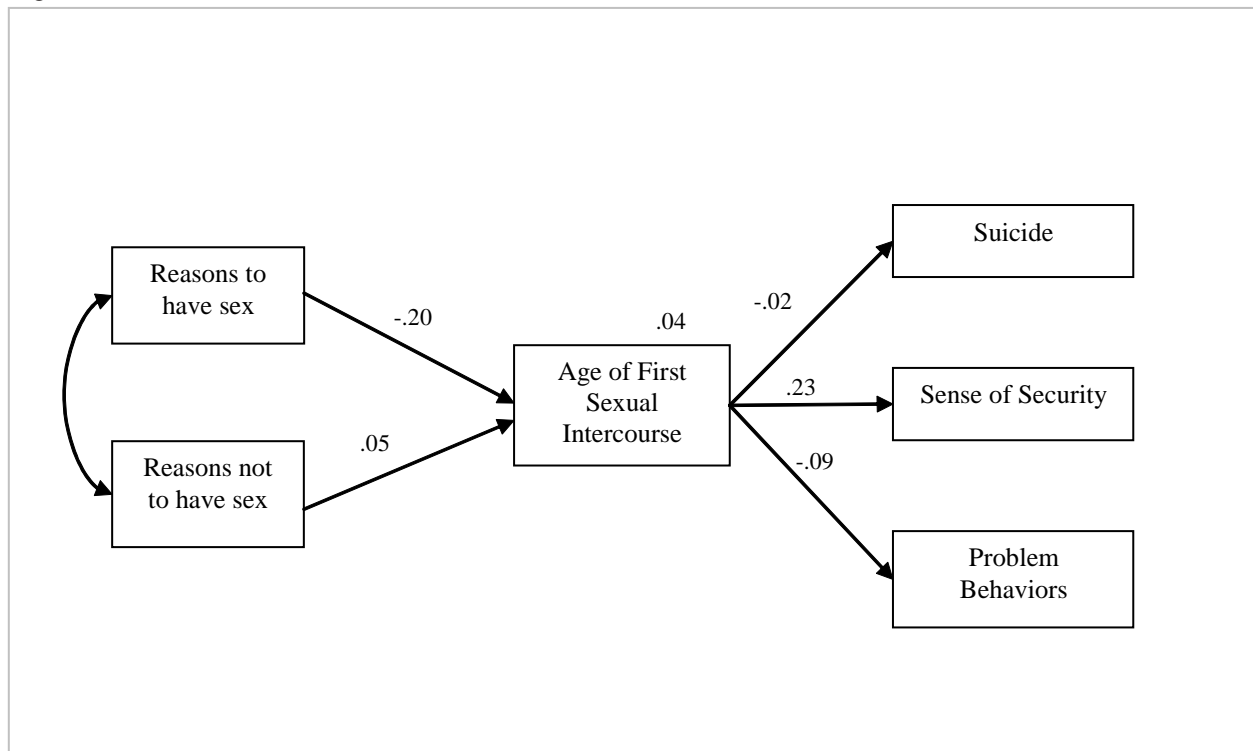 Reasons to
have sex
Reasons not
to have sex
-.20
.05
.04
Age of First
Sexual
Intercourse
-.02
.23
-.09
Suicide
Sense of Security
Problem
Behaviors